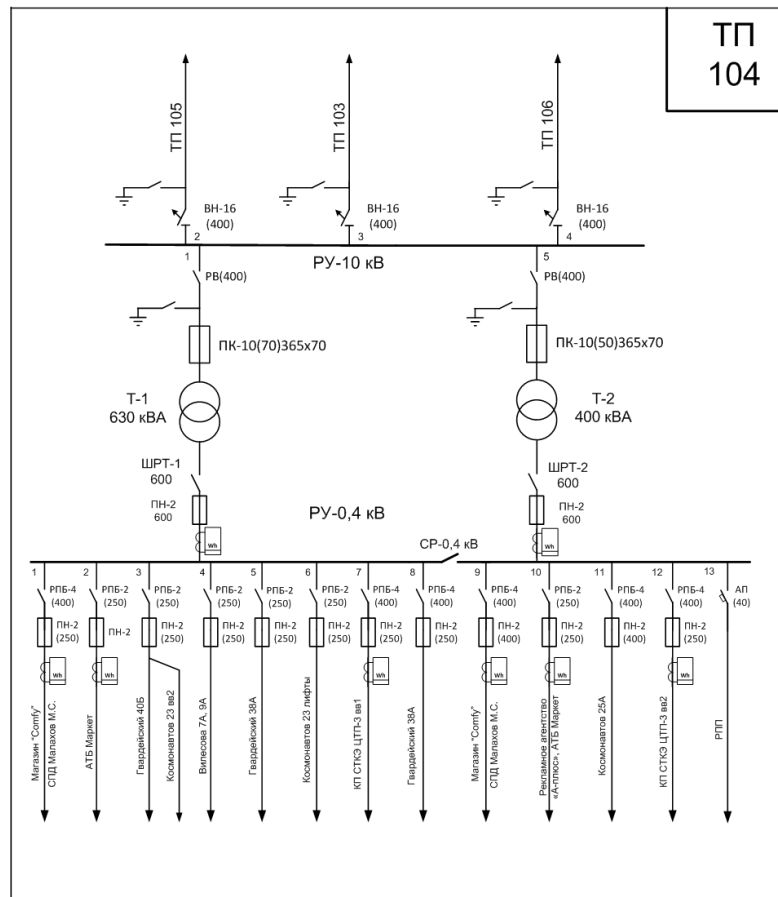 ТП
104
ТП 105
ТП 103
ТП 106
ВН-16
(400)
ВН-16
(400)
ВН-16
(400)
2
3
4
1
РУ-10 кВ
5
РВ(400)
РВ(400)
ПК-10(70)365х70
ПК-10(50)365х70
Т-1
630 кВА
Т-2
400 кВА
ШРТ-1
600
ШРТ-2
600
ПН-2
600
ПН-2
600
РУ-0,4 кВ
Wh
Wh
СР-0,4 кВ
1
2
3
4
5
6
7
8
9
10
11
12
13
РПБ-4
(400)
РПБ-2
(250)
РПБ-2
(250)
РПБ-2
(250)
РПБ-2
(250)
РПБ-2
(250)
РПБ-4
(400)
РПБ-4
(400)
РПБ-4
(400)
РПБ-2
(250)
РПБ-4
(400)
РПБ-4
(400)
АП
(40)
ПН-2
(250)
ПН-2
ПН-2
(250)
ПН-2
(250)
ПН-2
(250)
ПН-2
(250)
ПН-2
(250)
ПН-2
(250)
ПН-2
(400)
ПН-2
(250)
ПН-2
(400)
ПН-2
(250)
Wh
Wh
Wh
Wh
Wh
Wh
Магазин "Comfy"
СПД Малахов М.С.
АТБ Маркет
Гвардейский 40Б
Космонавтов 23 вв2
Вилесова 7А, 9А
Гвардейский 38А
Космонавтов 23 лифты
КП СТКЭ ЦТП-3 вв1
Гвардейский 38А
Магазин "Comfy"
СПД Малахов М.С.
Рекламное агентство
«А-плюс», АТБ Маркет
Космонавтов 25А
КП СТКЭ ЦТП-3 вв2
РПП